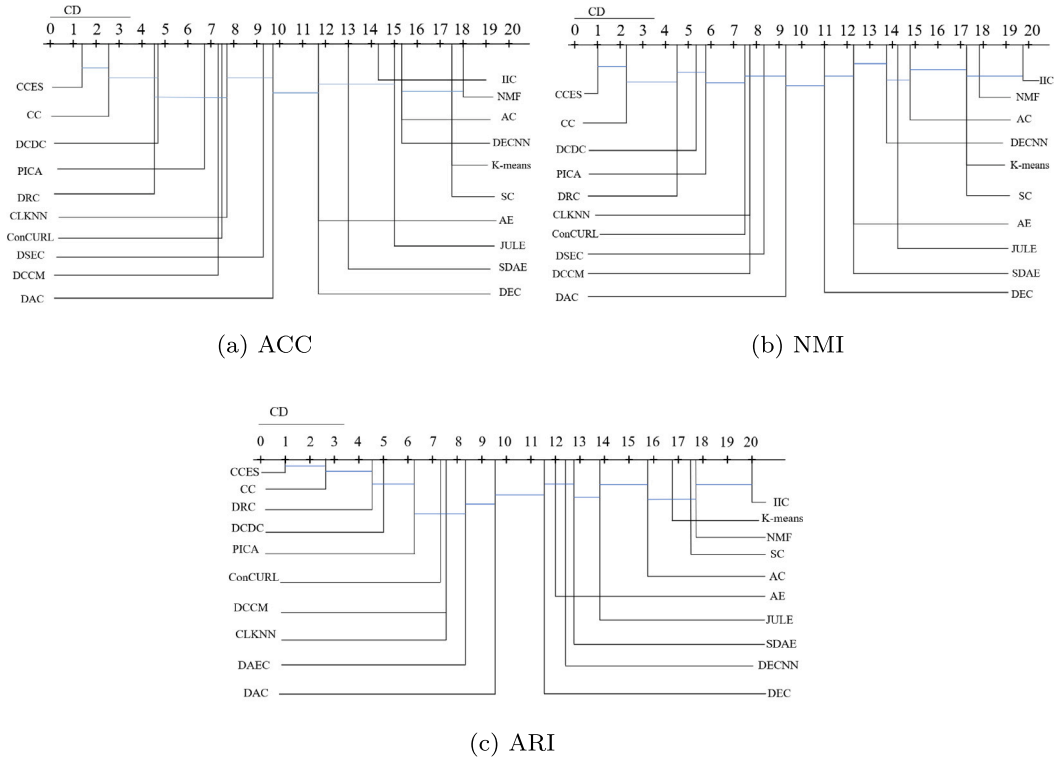 CD
0 1 2 3 4 5 6 7 8 9 10 11 12 13 14 15 16 17 18 19 20
CCES
CC
DCDC
PICA
DRC
CLKNN
ConCURL
DSEC
DCCM
DAC
IIC
NMF
AC
DECNN
K-means
SC
AE
JULE
SDAE
DEC
(a) ACC
CD
0 1 2 3 4 5 6 7 8 9 10 11 12 13 14 15 16 17 18 19 20
CCES
CC
DCDC
PICA
DRC
CLKNN
ConCURL
DSEC
DCCM
DAC
IIC
NMF
AC
DECNN
K-means
SC
AE
JULE
SDAE
DEC
(b) NMI
CD
0 1 2 3 4 5 6 7 8 9 10 11 12 13 14 15 16 17 18 19 20
CCES
CC
DRC
DCDC
PICA
ConCURL
DCCM
CLKNN
DAEC
DAC
IIC
K-means
NMF
SC
AC
AE
JULE
SDAE
DECNN
DEC
(c) ARI